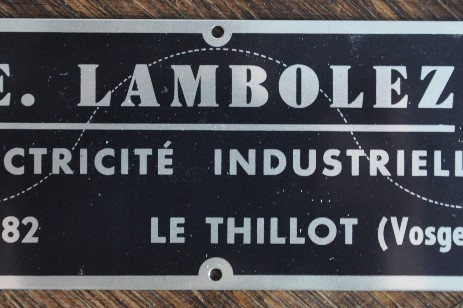 E. LAMBOLEZ
CTRICITÉ INDUSTRIELL
82 LE THILLOT (Vosge